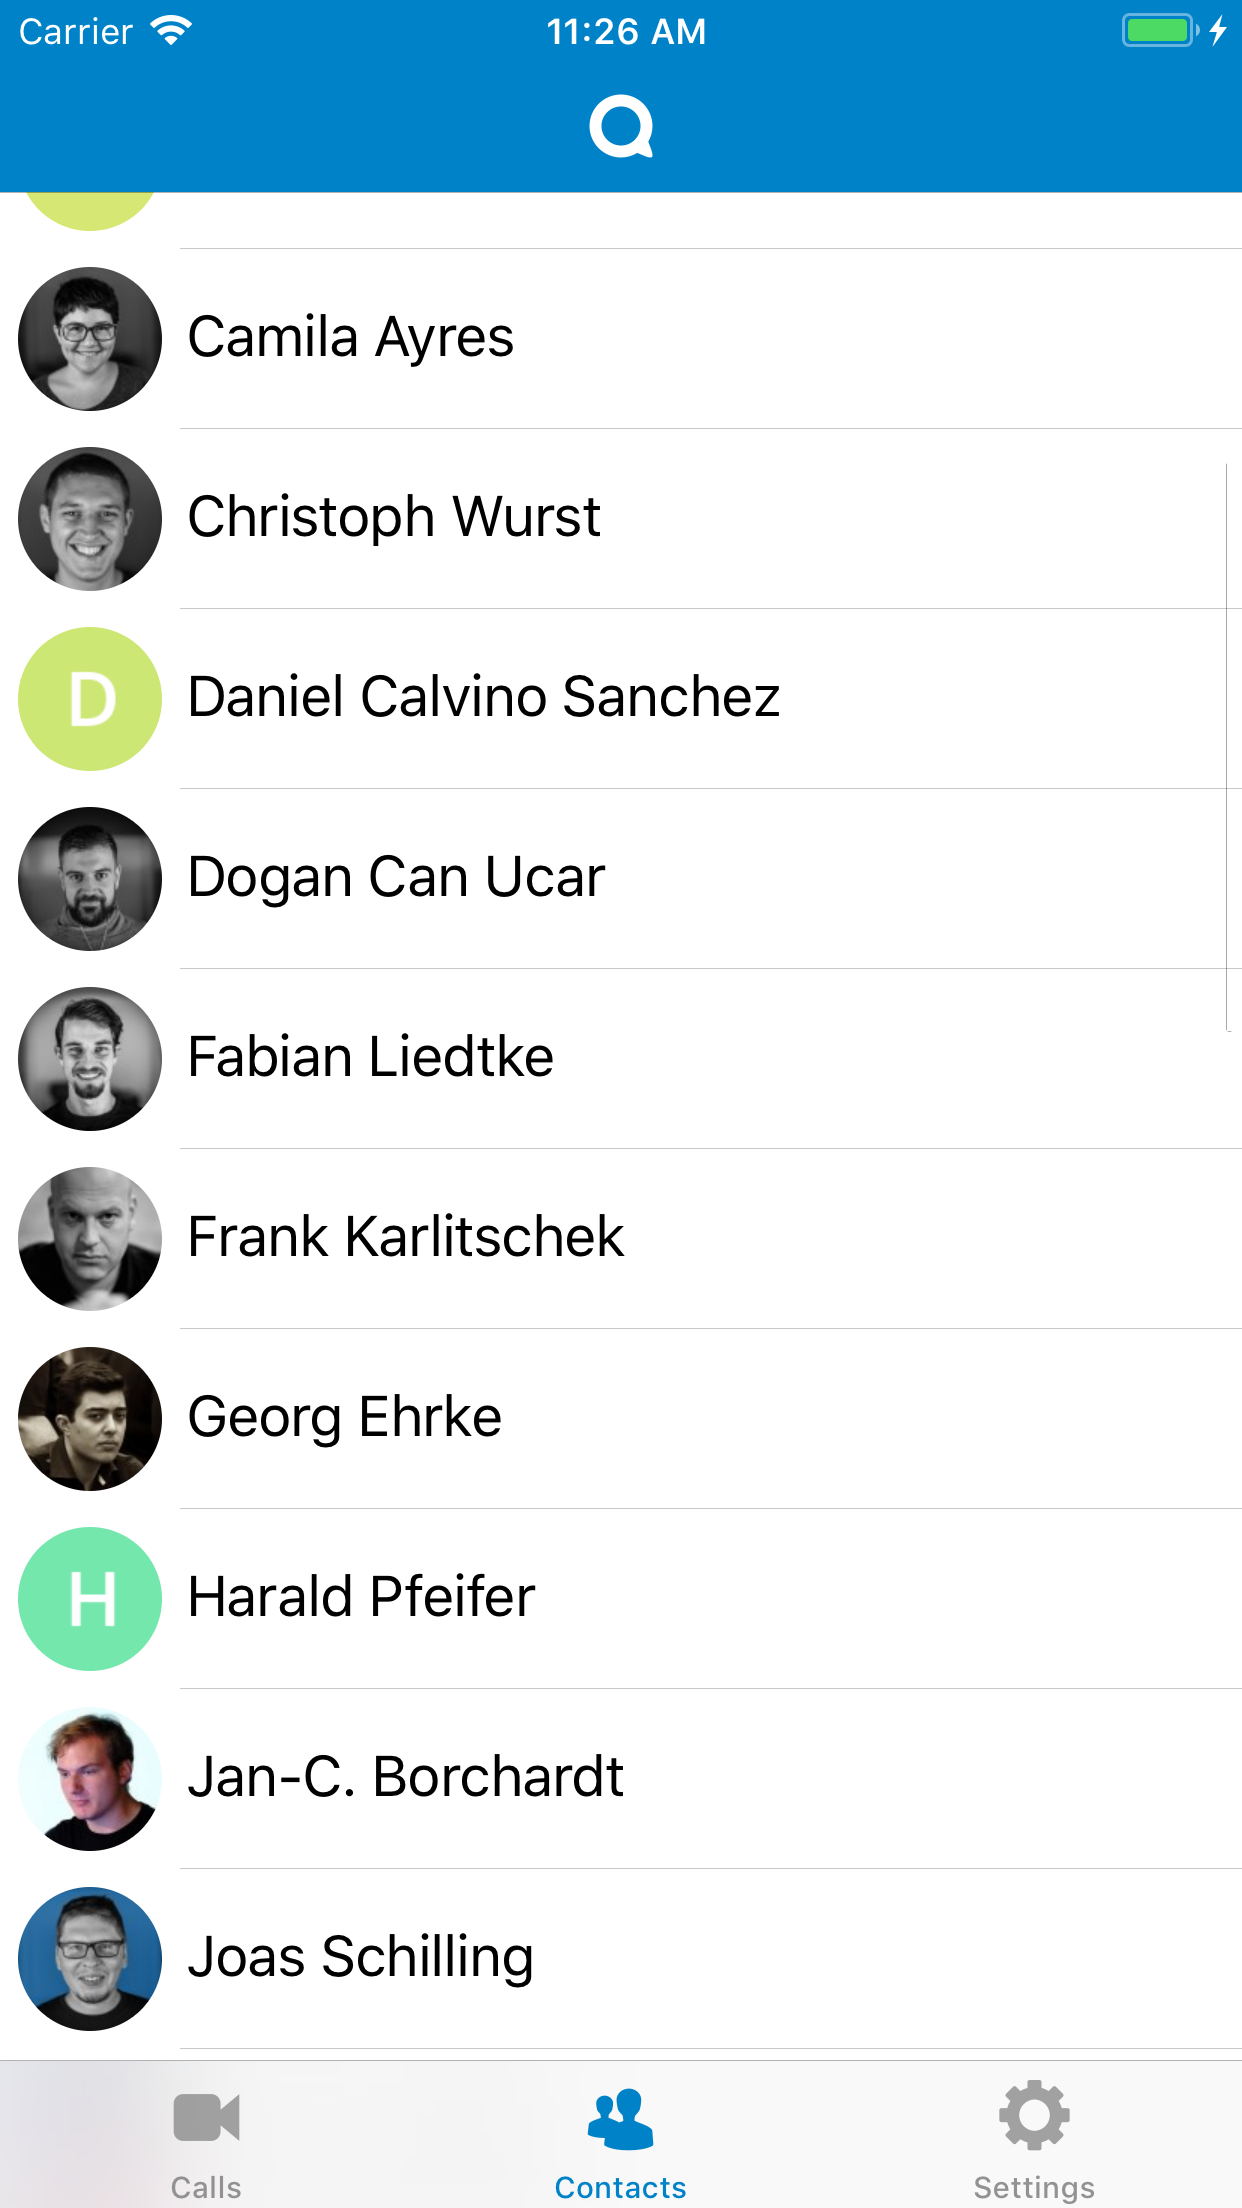 Carrier 11:26 AM
Camila Ayres
Christoph Wurst
D Daniel Calvino Sanchez
Dogan Can Ucar
Fabian Liedtke
Frank Karlitschek
Georg Ehrke
H Harald Pfeifer
Jan-C. Borchardt
Joas Schilling
Calls Contacts Settings